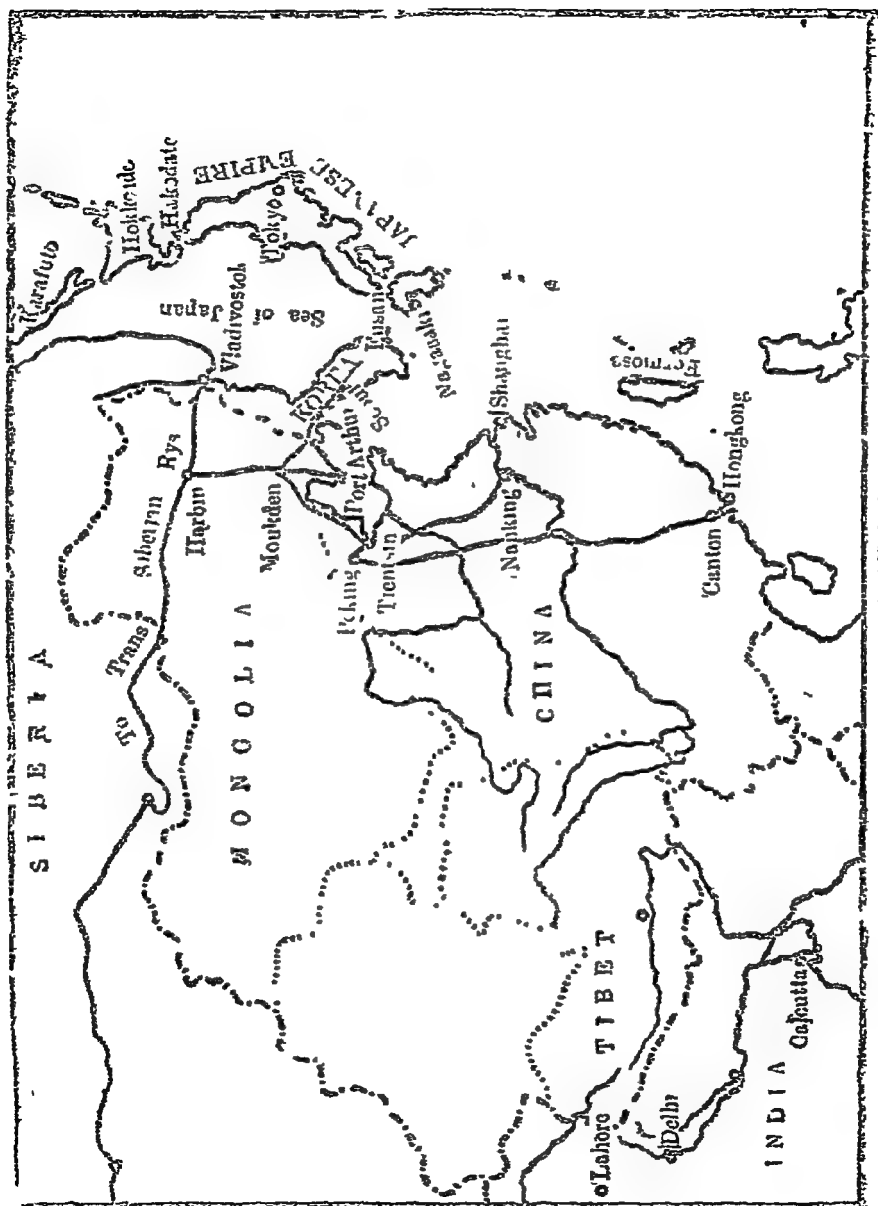 SIBERIA
To Trans
Siberian Rys
Karafuto
Hokkaido
Hakodate
JAPANESE EMPIRE
Tokyo
Sea of Japan
Vladivostok
Harbin
MONGOLIA
Moukden
KOREA
Fusan
Port Arthur
Peking
Tientsin
Shanghai
Nanking
CHINA
Formosa
Hongkong
Canton
TIBET
Lahore
Delhi
INDIA
Calcutta